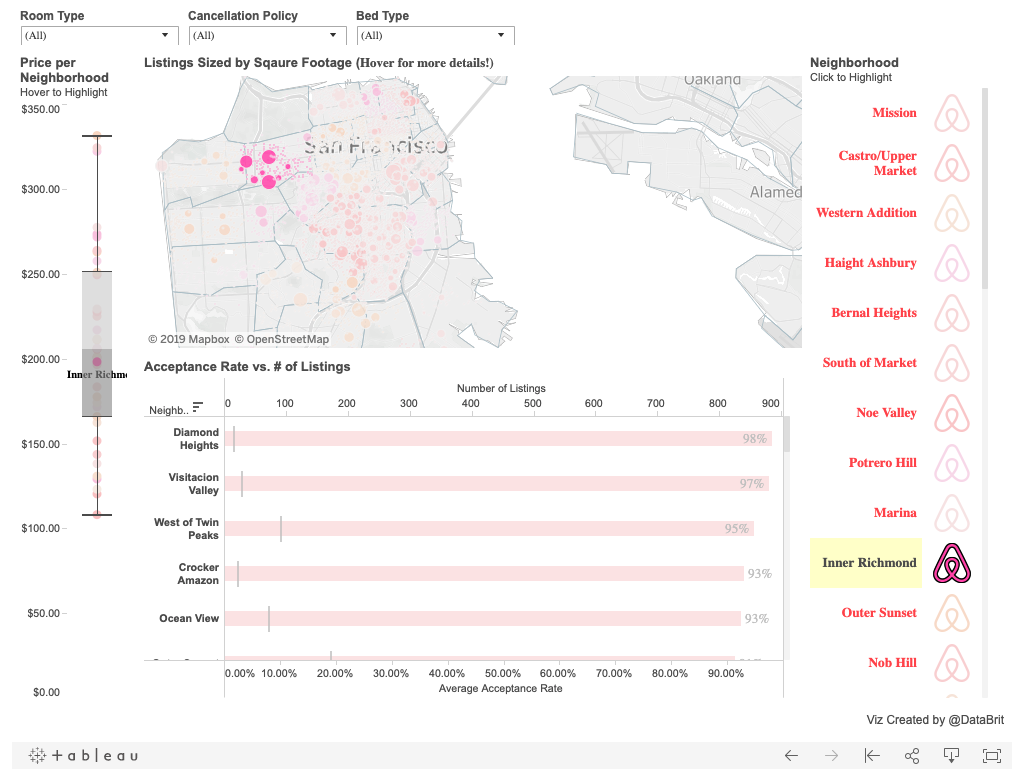 Room Type
(All)
Cancellation Policy
(All)
Bed Type
(All)
Price per
Neighborhood
Hover to Highlight
$350.00
$300.00
$250.00
$200.00
Inner Richm
$150.00
$100.00
$50.00
$0.00
Listings Sized by Sqaure Footage (Hover for more details!)
San Francisco
Oakland
Alamed
© 2019 Mapbox © OpenStreetMap
Acceptance Rate vs. # of Listings
Number of Listings
Neighb..
0 100 200 300 400 500 600 700 800 900
Diamond
Heights
98%
Visitacion
Valley
97%
West of Twin
Peaks
95%
Crocker
Amazon
93%
Ocean View
93%
0.00% 10.00% 20.00% 30.00% 40.00% 50.00% 60.00% 70.00% 80.00% 90.00%
Average Acceptance Rate
Neighborhood
Click to Highlight
Mission
Castro/Upper
Market
Western Addition
Haight Ashbury
Bernal Heights
South of Market
Noe Valley
Potrero Hill
Marina
Inner Richmond
Outer Sunset
Nob Hill
Viz Created by @DataBrit
+ a b | e a u